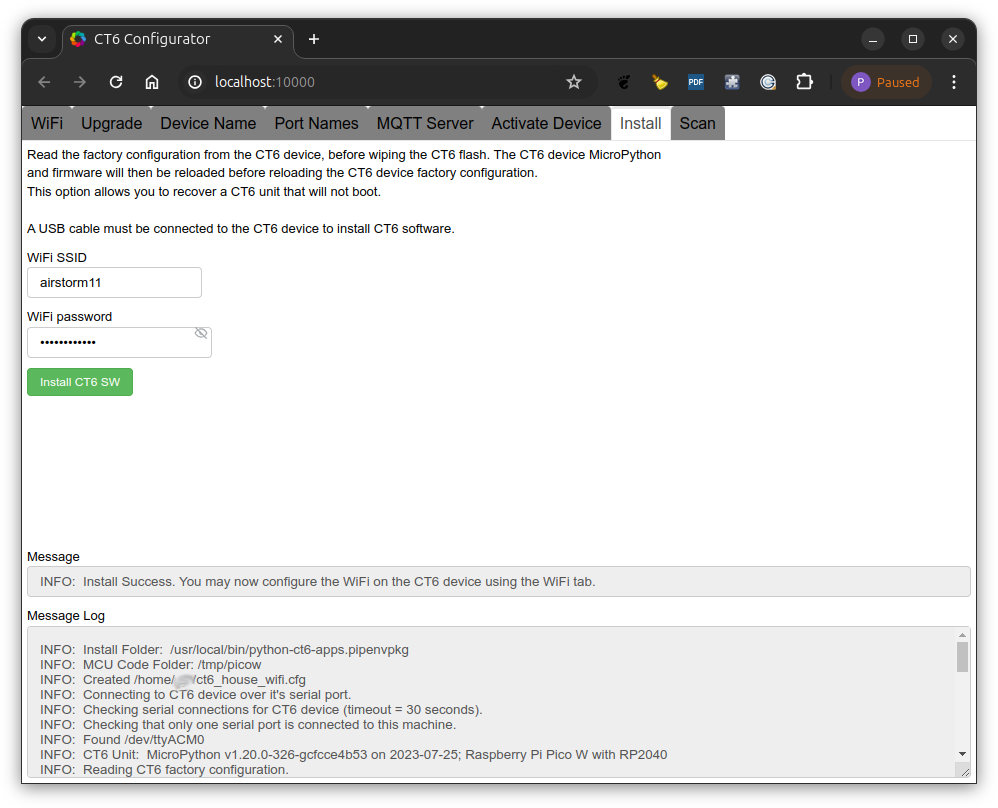 CT6 Configurator
localhost:10000
PDF
P Paused
WiFi Upgrade Device Name Port Names MQTT Server Activate Device Install Scan
Read the factory configuration from the CT6 device, before wiping the CT6 flash. The CT6 device MicroPython
and firmware will then be reloaded before reloading the CT6 device factory configuration.
This option allows you to recover a CT6 unit that will not boot.
A USB cable must be connected to the CT6 device to install CT6 software.
WiFi SSID
airstorm11
WiFi password
••••••••••••
Install CT6 SW
Message
INFO: Install Success. You may now configure the WiFi on the CT6 device using the WiFi tab.
Message Log
INFO: Install Folder: /usr/local/bin/python-ct6-apps.pipenvpkg
INFO: MCU Code Folder: /tmp/picow
INFO: Created /home/ /ct6_house_wifi.cfg
INFO: Connecting to CT6 device over it's serial port.
INFO: Checking serial connections for CT6 device (timeout = 30 seconds).
INFO: Checking that only one serial port is connected to this machine.
INFO: Found /dev/ttyACM0
INFO: CT6 Unit: MicroPython v1.20.0-326-gcfcce4b53 on 2023-07-25; Raspberry Pi Pico W with RP2040
INFO: Reading CT6 factory configuration.